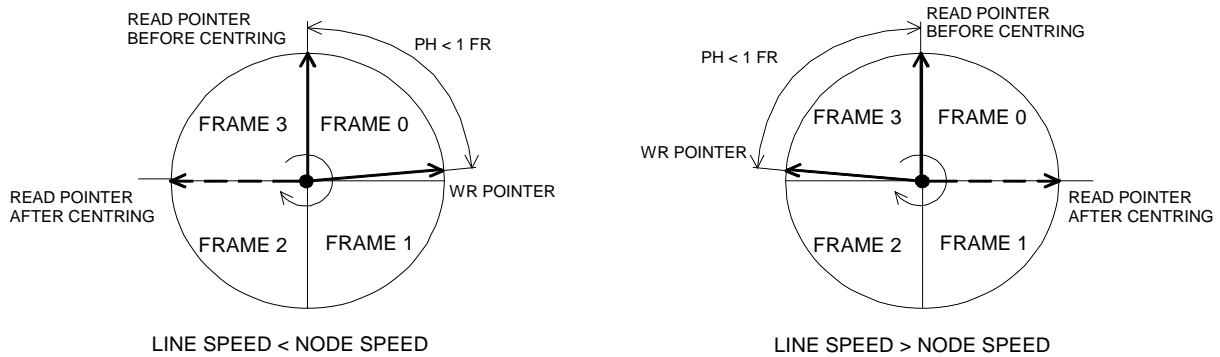 READ POINTER
BEFORE CENTRING
PH < 1 FR
FRAME 3
FRAME 0
WR POINTER
READ POINTER
AFTER CENTRING
FRAME 2
FRAME 1
LINE SPEED < NODE SPEED
READ POINTER
BEFORE CENTRING
PH < 1 FR
FRAME 3
FRAME 0
WR POINTER
READ POINTER
AFTER CENTRING
FRAME 2
FRAME 1
LINE SPEED > NODE SPEED